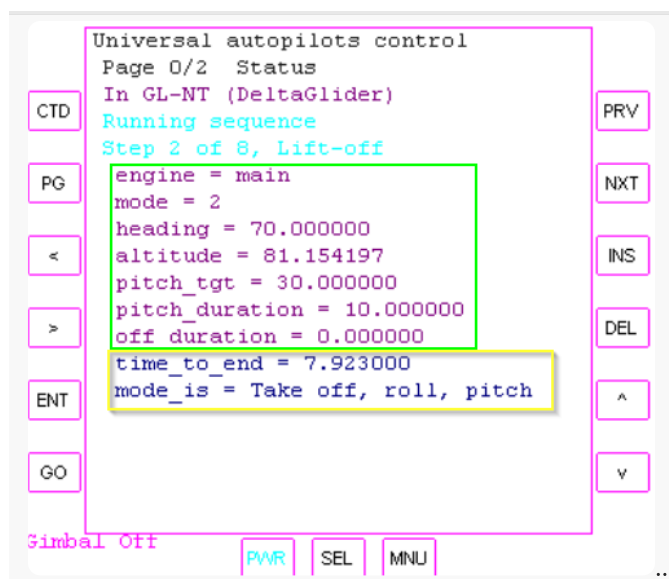 Universal autopilots control
Page 0/2 Status
In GL-NT (DeltaGlider)
Running sequence
Step 2 of 8, Lift-off
engine = main
mode = 2
heading = 70.000000
altitude = 81.154197
pitch_tgt = 30.000000
pitch_duration = 10.000000
off_duration = 0.000000
time_to_end = 7.923000
mode_is = Take off, roll, pitch
CTD
PG
<
>
ENT
GO
PRV
NXT
INS
DEL
^
v
Gimbal Off
PWR SEL MNU
..